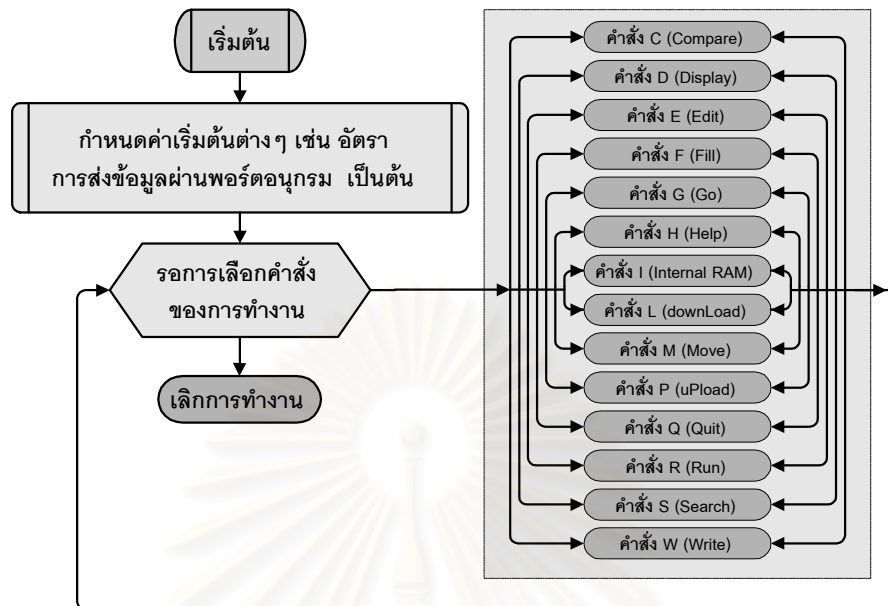 เริ่มต้น
กำหนดค่าเริ่มต้นต่างๆ เช่น อัตรา
การส่งข้อมูลผ่านพอร์ตอนุกรม เป็นต้น
รอการเลือกคำสั่ง
ของการทำงาน
เลิกการทำงาน
คำสั่ง C (Compare)
คำสั่ง D (Display)
คำสั่ง E (Edit)
คำสั่ง F (Fill)
คำสั่ง G (Go)
คำสั่ง H (Help)
คำสั่ง I (Internal RAM)
คำสั่ง L (downLoad)
คำสั่ง M (Move)
คำสั่ง P (uPload)
คำสั่ง Q (Quit)
คำสั่ง R (Run)
คำสั่ง S (Search)
คำสั่ง W (Write)